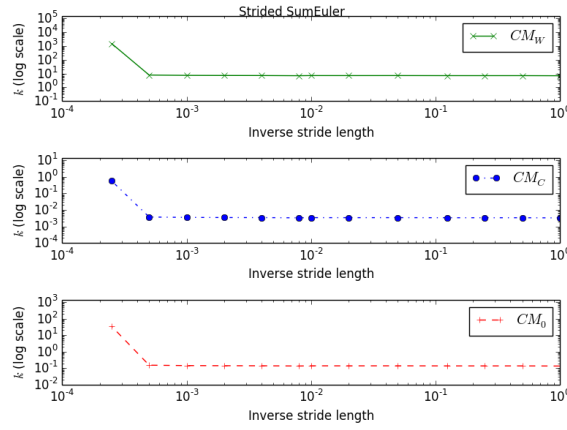 Strided SumEuler
k (log scale)
10^5
10^4
10^3
10^2
10^1
10^0
10^-1
CM_W
10^-4 10^-3 10^-2 10^-1 10^0
Inverse stride length
k (log scale)
10^1
10^0
10^-1
10^-2
10^-3
10^-4
CM_C
10^-4 10^-3 10^-2 10^-1 10^0
Inverse stride length
k (log scale)
10^3
10^2
10^1
10^0
10^-1
10^-2
CM_0
10^-4 10^-3 10^-2 10^-1 10^0
Inverse stride length